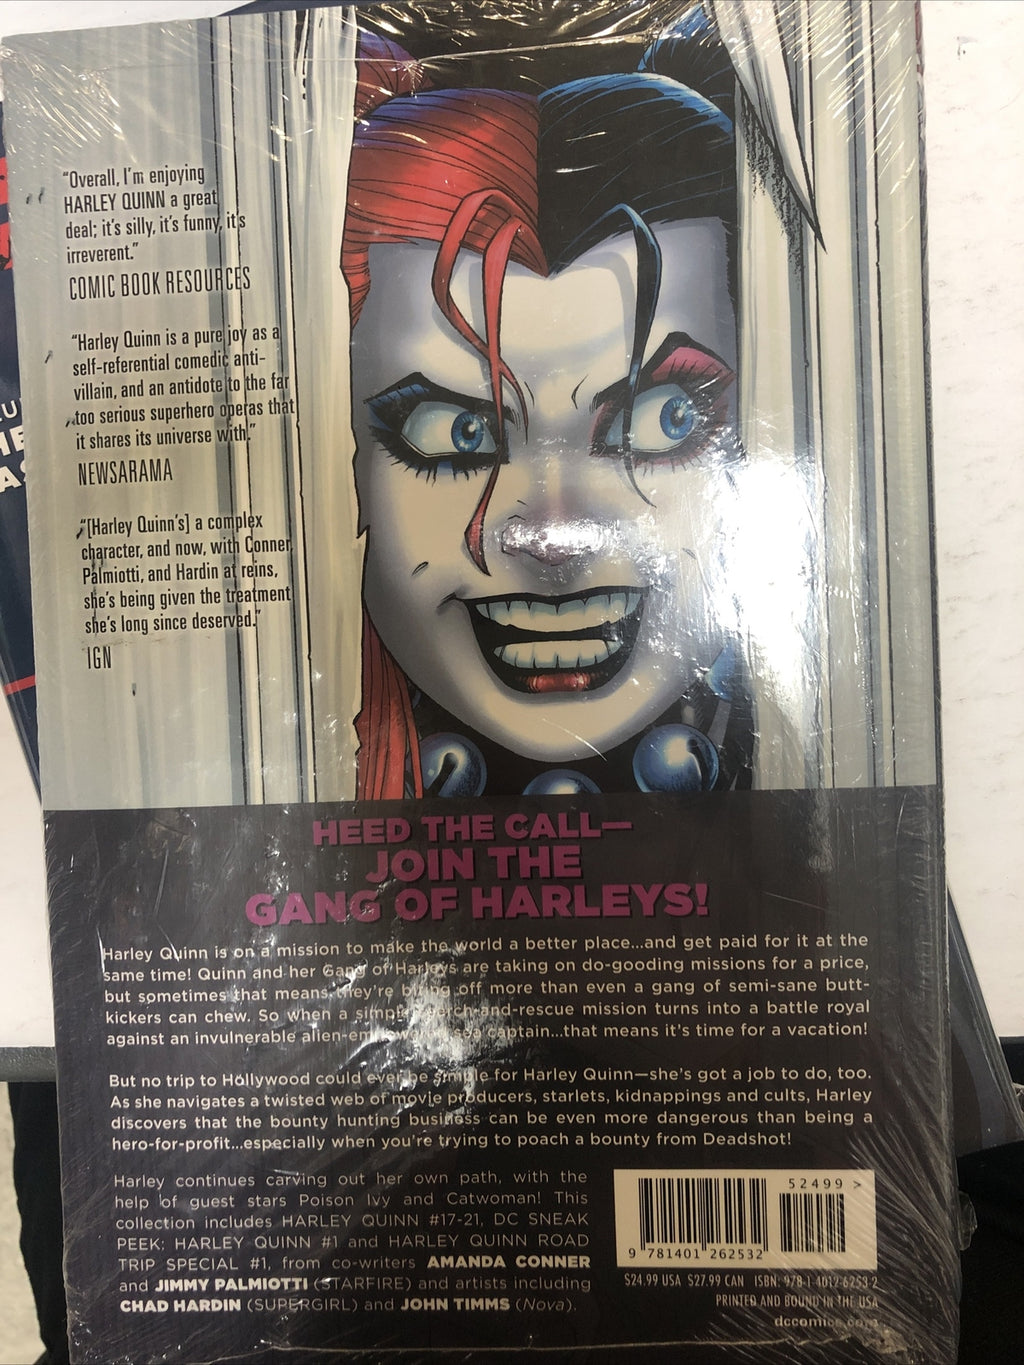 “Overall, I'm enjoying
HARLEY QUINN a great
deal; it's silly, it's funny, it's
irreverent.”
COMIC BOOK RESOURCES
“Harley Quinn is a pure joy as a
self-referential comedic anti-
villain, and an antidote to the far
too serious superhero operas that
it shares its universe with.”
NEWSARAMA
“[Harley Quinn's] a complex
character, and now, with Conner,
Palmiotti, and Hardin at reins,
she's being given the treatment
she's long since deserved.”
IGN
HEED THE CALL—
JOIN THE
GANG OF HARLEYS!
Harley Quinn is on a mission to make the world a better place...and get paid for it at the
same time! Quinn and her Gang of Harleys are taking on do-gooding missions for a price,
but sometimes that means they're biting off more than even a gang of semi-sane butt-
kickers can chew. So when a simple search-and-rescue mission turns into a battle royal
against an invulnerable sea captain...that means it's time for a vacation!
But no trip to Hollywood could ever be simple for Harley Quinn—she's got a job to do, too.
As she navigates a twisted web of movie producers, starlets, kidnappings and cults, Harley
discovers that the bounty hunting business can be even more dangerous than being a
hero-for-profit...especially when you're trying to poach a bounty from Deadshot!
Harley continues carving out her own path, with the
help of guest stars Poison Ivy and Catwoman! This
collection includes HARLEY QUINN #17-21, DC SNEAK
PEEK: HARLEY QUINN #1 and HARLEY QUINN ROAD
TRIP SPECIAL #1, from co-writers AMANDA CONNER
and JIMMY PALMIOTTI (STARFIRE) and artists including
CHAD HARDIN (SUPERGIRL) and JOHN TIMMS (Nova).
52499 >
9 781401 262532
$24.99 USA $27.99 CAN ISBN: 978-1-4012-6253-2
PRINTED AND BOUND IN THE USA
dccomics.com